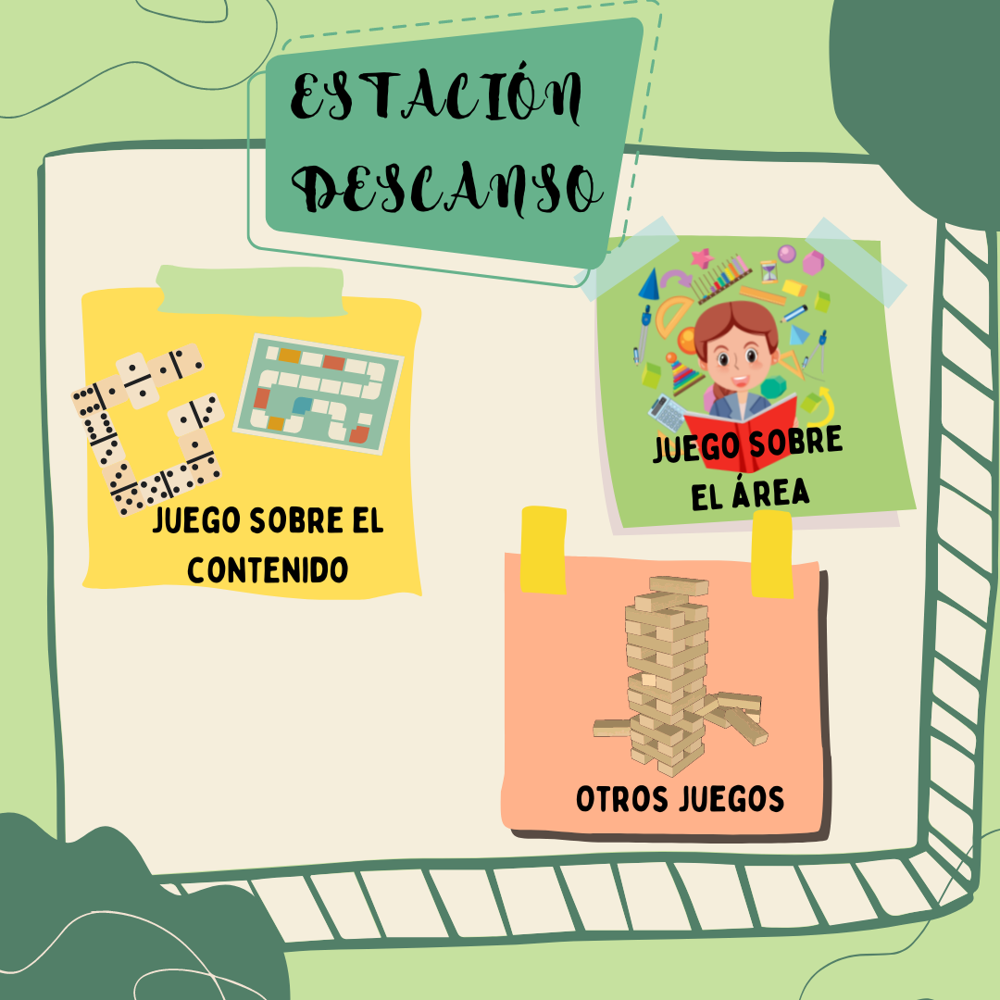 ESTACIÓN
DESCANSO
JUEGO SOBRE EL
CONTENIDO
JUEGO SOBRE
EL ÁREA
OTROS JUEGOS